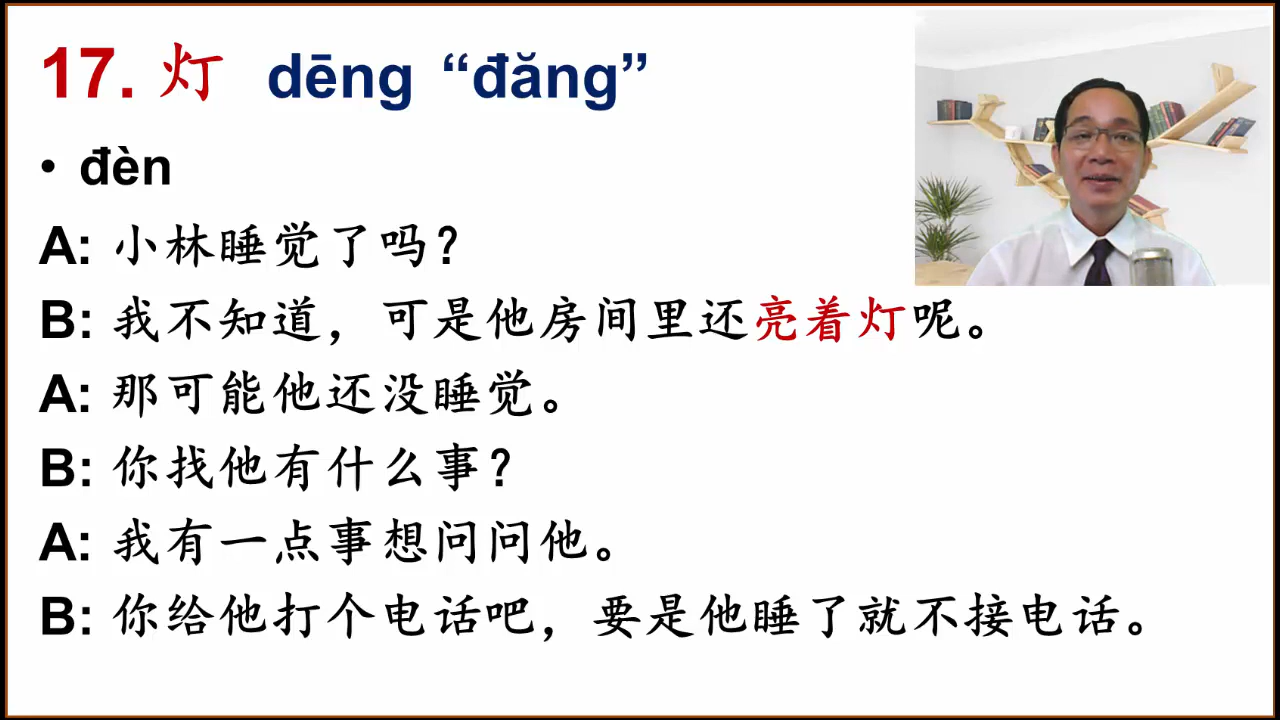 17. 灯 dēng “đăng”
• đèn
A: 小林睡觉了吗？
B: 我不知道，可是他房间里还亮着灯呢。
A: 那可能他还没睡觉。
B: 你找他有什么事？
A: 我有一点事想问问他。
B: 你给他打个电话吧，要是他睡了就不接电话。